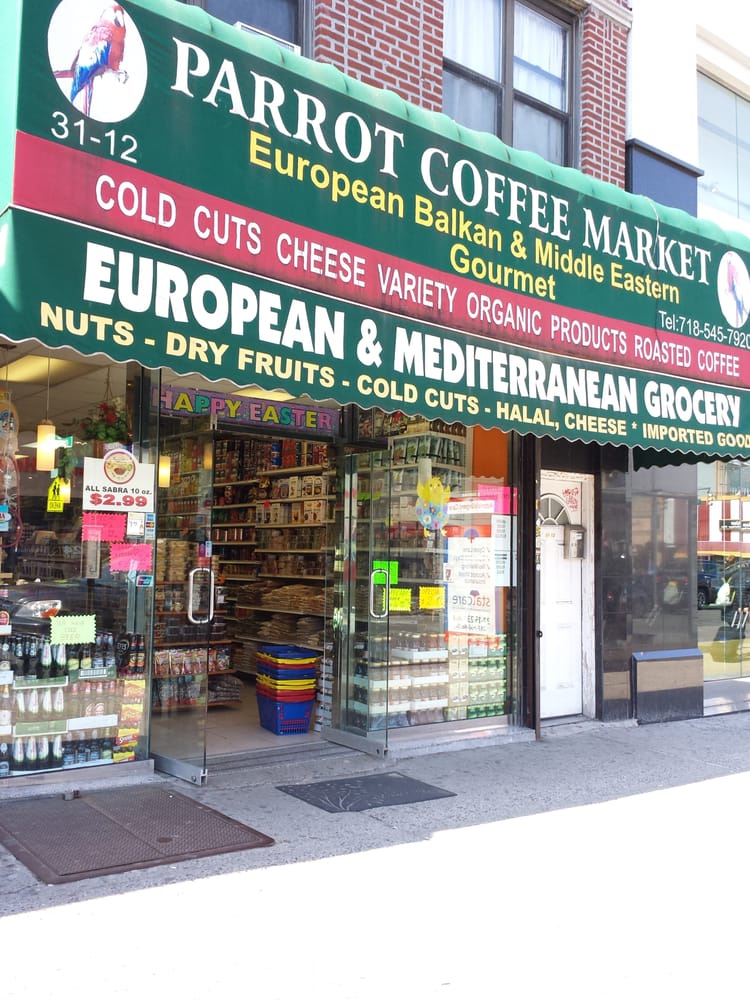 PARROT COFFEE MARKET
31-12
European Balkan & Middle Eastern
Gourmet
Tel:718-545-7920
COLD CUTS CHEESE VARIETY ORGANIC PRODUCTS ROASTED COFFEE
EUROPEAN & MEDITERRANEAN GROCERY
NUTS - DRY FRUITS - COLD CUTS - HALAL, CHEESE * IMPORTED GOOD
HAPPY EASTER
ALL SABRA 10 oz.
$2.99
statcare